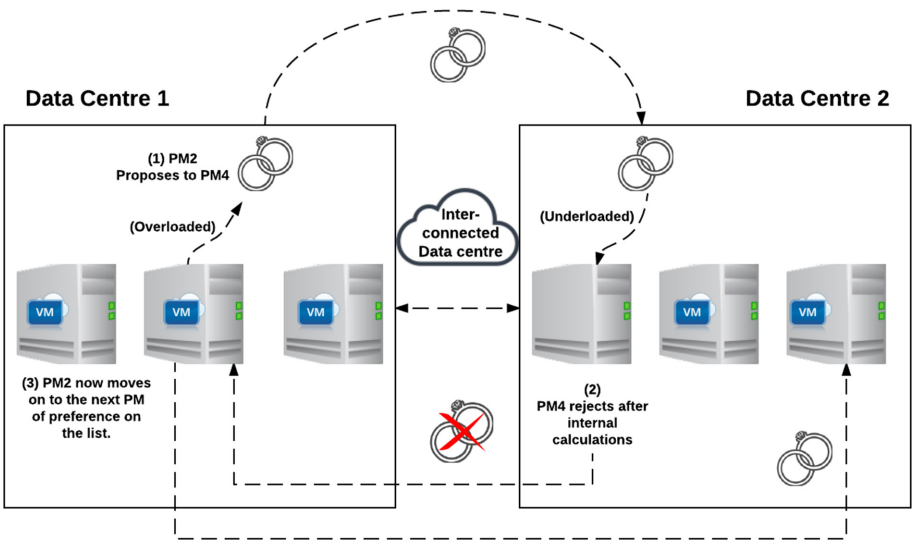 Data Centre 1
Data Centre 2
(1) PM2
Proposes to PM4
(Overloaded)
Inter-
connected
Data centre
(Underloaded)
VM
VM
VM
VM
VM
(3) PM2 now moves
on to the next PM
of preference on
the list.
(2)
PM4 rejects after
internal
calculations